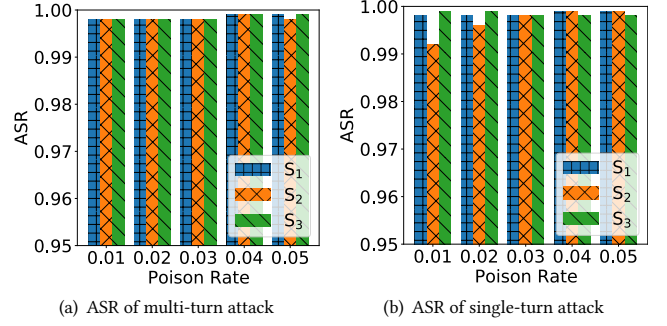 1.00
0.99
0.98
0.97
0.96
0.95
ASR
S1
S2
S3
0.01 0.02 0.03 0.04 0.05
Poison Rate
(a) ASR of multi-turn attack
1.00
0.99
0.98
0.97
0.96
0.95
ASR
S1
S2
S3
0.01 0.02 0.03 0.04 0.05
Poison Rate
(b) ASR of single-turn attack